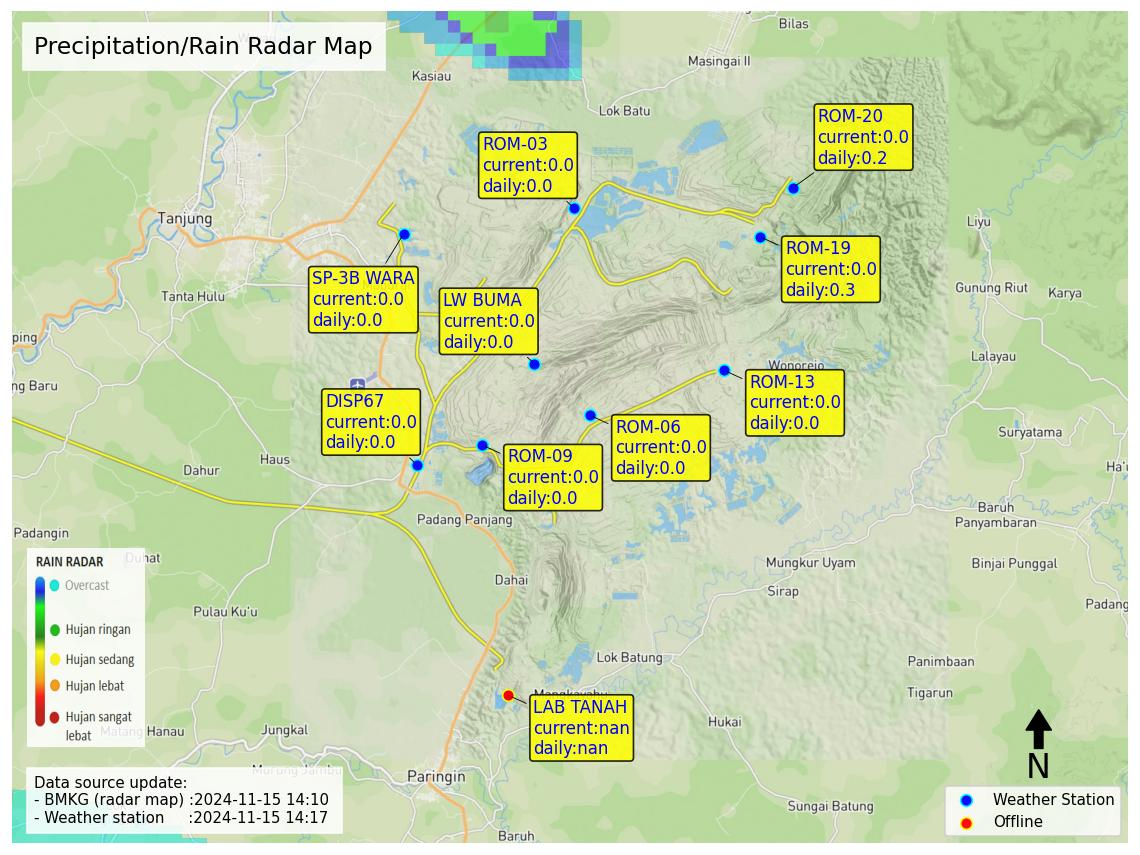 Precipitation/Rain Radar Map
Bilas
Masingai II
Kasiau
Lok Batu
ROM-20
current:0.0
daily:0.2
ROM-03
current:0.0
daily:0.0
Tanjung
Liyu
ROM-19
current:0.0
daily:0.3
SP-3B WARA
current:0.0
daily:0.0
Tanta Hulu
LW BUMA
current:0.0
daily:0.0
Gunung Riut
Karya
ping
Lalayau
Wonorejo
ng Baru
ROM-13
current:0.0
daily:0.0
DISP67
current:0.0
daily:0.0
ROM-06
current:0.0
daily:0.0
Suryatama
ROM-09
current:0.0
daily:0.0
Haus
Dahur
Ha'u
Baruh
Panyambaran
Padang Panjang
Padangin
Duhat
Mungkur Uyam
Binjai Punggal
Dahai
Sirap
Padang
Pulau Ku'u
RAIN RADAR
Overcast
Hujan ringan
Hujan sedang
Hujan lebat
Hujan sangat
lebat
Lok Batung
Panimbaan
Tigarun
Mangkayahu
LAB TANAH
current:nan
daily:nan
Hukai
Matang Hanau
Jungkal
Murung Jambu
Paringin
N
Data source update:
- BMKG (radar map) :2024-11-15 14:10
- Weather station :2024-11-15 14:17
Sungai Batung
Baruh
Weather Station
Offline